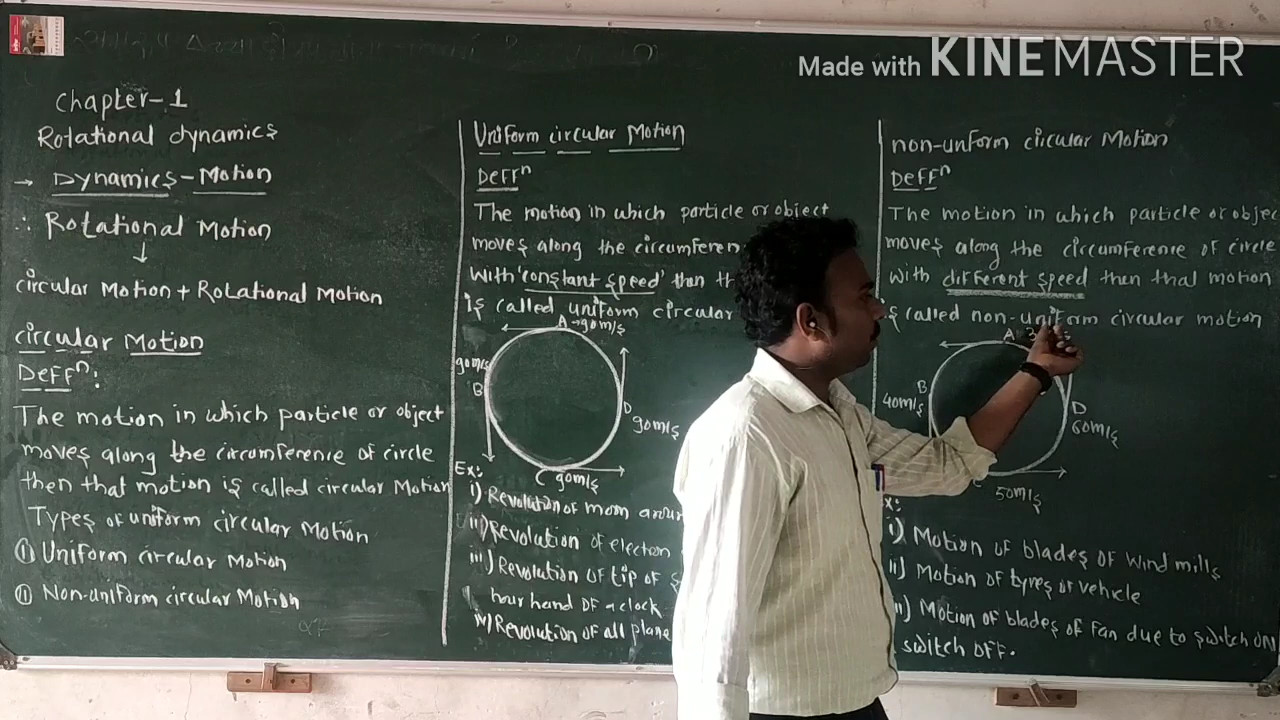 Made with KINEMASTER
Chapter-1
Rotational dynamics
→ Dynamics - Motion
∴ Rotational Motion
↓
circular Motion + Rotational Motion
circular Motion
Deffⁿ:
The motion in which particle or object
moves along the circumference of circle
then that motion is called circular Motion
Types of uniform circular Motion
① Uniform circular Motion
⑪ Non-uniform circular Motion
Uniform circular Motion
Deffⁿ
The motion in which particle or object
moves along the circumferen
with 'constant speed' then th
is called uniform circular
A → 90m/s
90m/s
B
D
90m/s
C 90m/s
Ex:
i) Revolution of moon aroun
ii) Revolution of electron
iii) Revolution of tip of s
hour hand of a clock
iv) Revolution of all plane
non-unform circular Motion
Deffⁿ
The motion in which particle or objec
moves along the circcumference of circle
with different speed then that motion
is called non-uniform circular motion
A
B
40m/s
D
60m/s
50m/s
Ex:
i) Motion of blades of wind mills
ii) Motion of tyres of vehicle
ii) Motion of blades of Fan due to switch on
switch OFF.